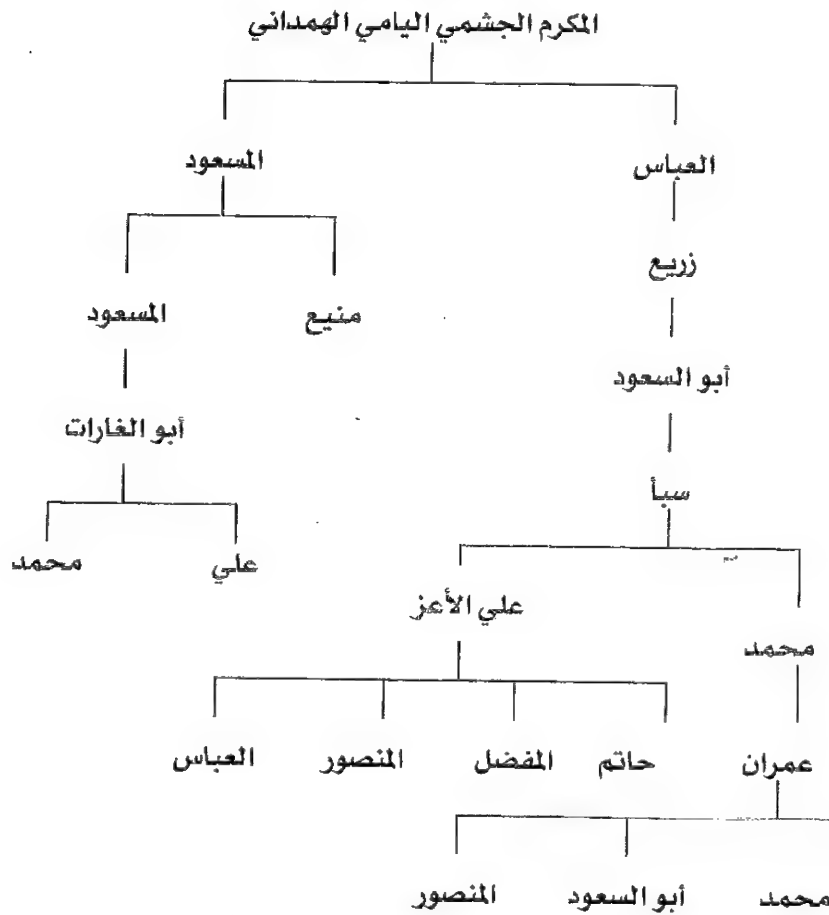 المكرم الجشمي اليامي الهمداني
العباس المسعود
زريع
منيع المسعود
أبو السعود
أبو الغارات
سبأ
علي محمد
علي الأعز
محمد
عمران حاتم المفضل المنصور العباس
محمد أبو السعود المنصور